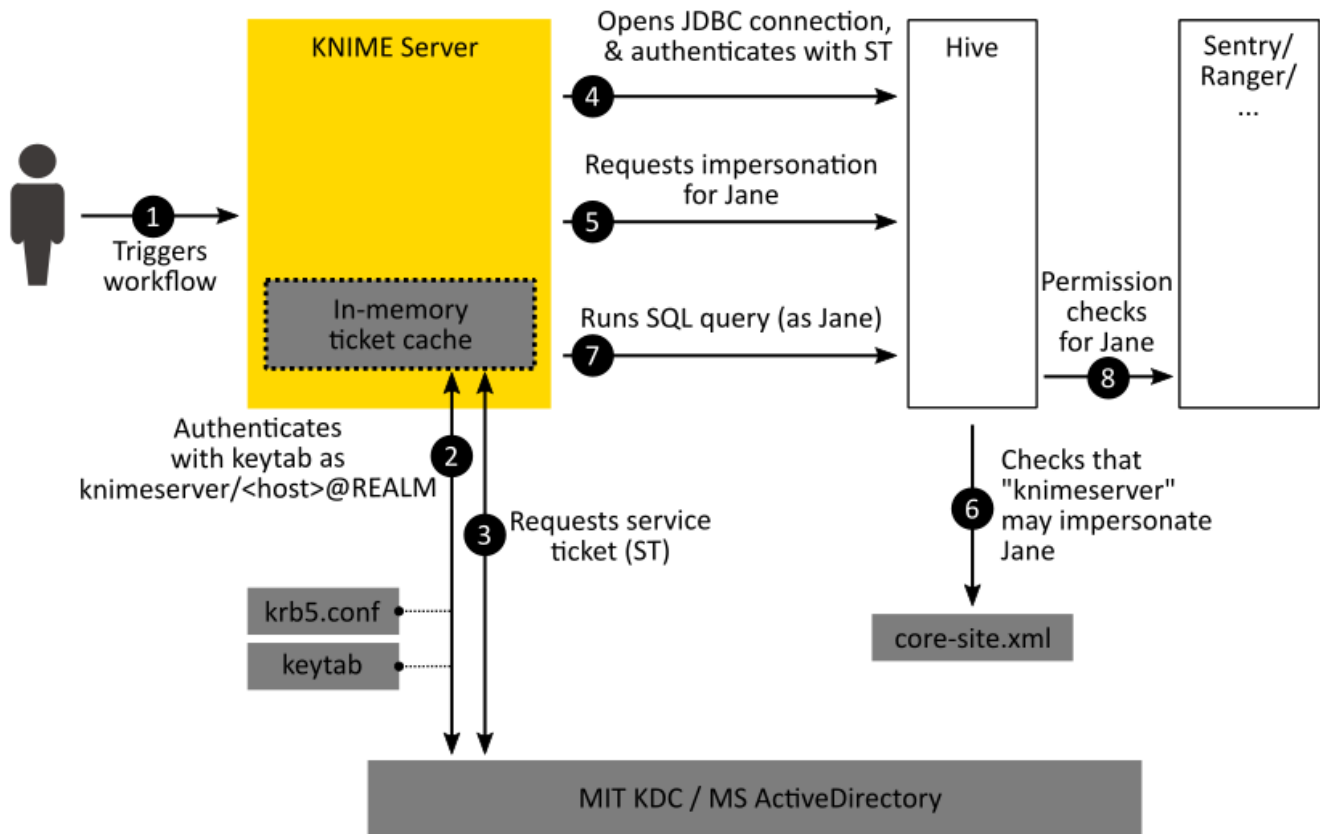 KNIME Server
Opens JDBC connection,
& authenticates with ST
4
Hive
Sentry/
Ranger/
...
1
Triggers
workflow
Requests impersonation
for Jane
5
In-memory
ticket cache
Runs SQL query (as Jane)
7
Permission
checks
for Jane
8
Authenticates
with keytab as
knimeserver/<host>@REALM
2
3
Requests service
ticket (ST)
6
Checks that
"knimeserver"
may impersonate
Jane
krb5.conf
keytab
core-site.xml
MIT KDC / MS ActiveDirectory